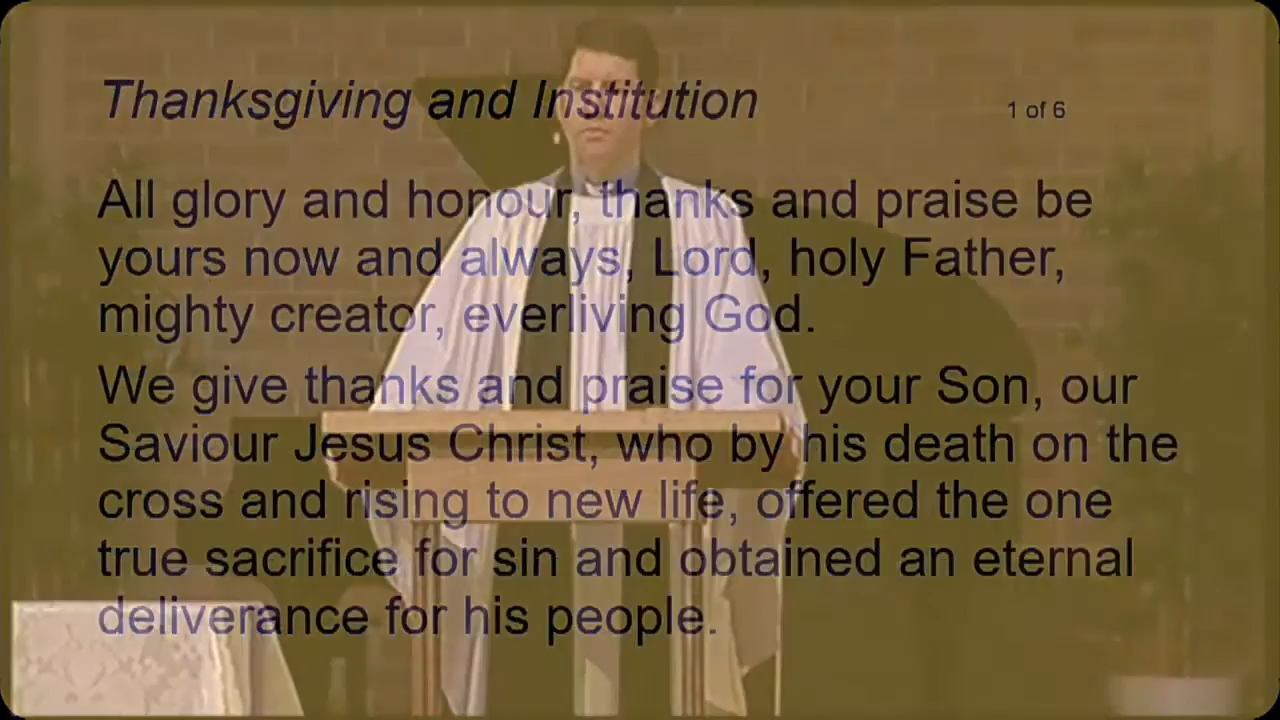 Thanksgiving and Institution 1 of 6
All glory and honour, thanks and praise be
yours now and always, Lord, holy Father,
mighty creator, everliving God.
We give thanks and praise for your Son, our
Saviour Jesus Christ, who by his death on the
cross and rising to new life, offered the one
true sacrifice for sin and obtained an eternal
deliverance for his people.